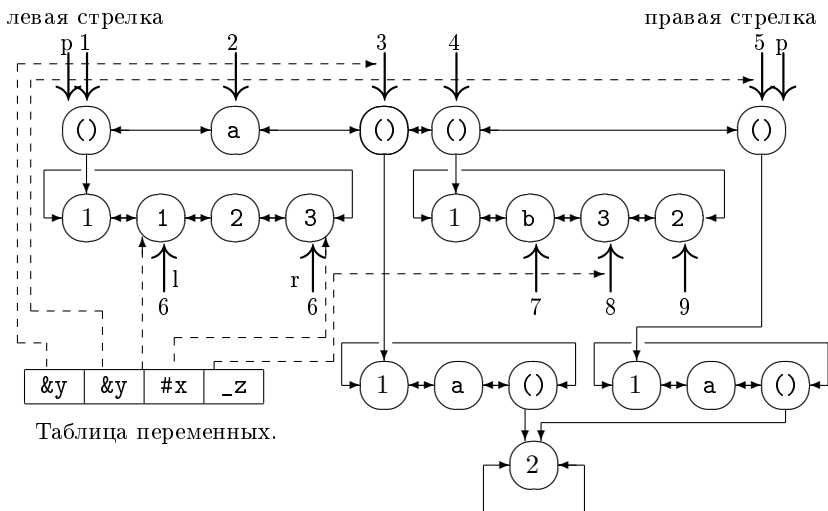 левая стрелка правая стрелка
p 1 2 3 4 5 p
() a () () ()
1 1 2 3 1 b 3 2
l r
6 6 7 8 9
&y &y #x _z 1 a () 1 a ()
Таблица переменных.
2